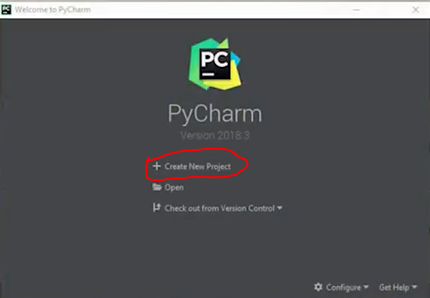 Welcome to PyCharm
PC
PyCharm
Version 2018.3
Create New Project
Open
Check out from Version Control
Configure Get Help